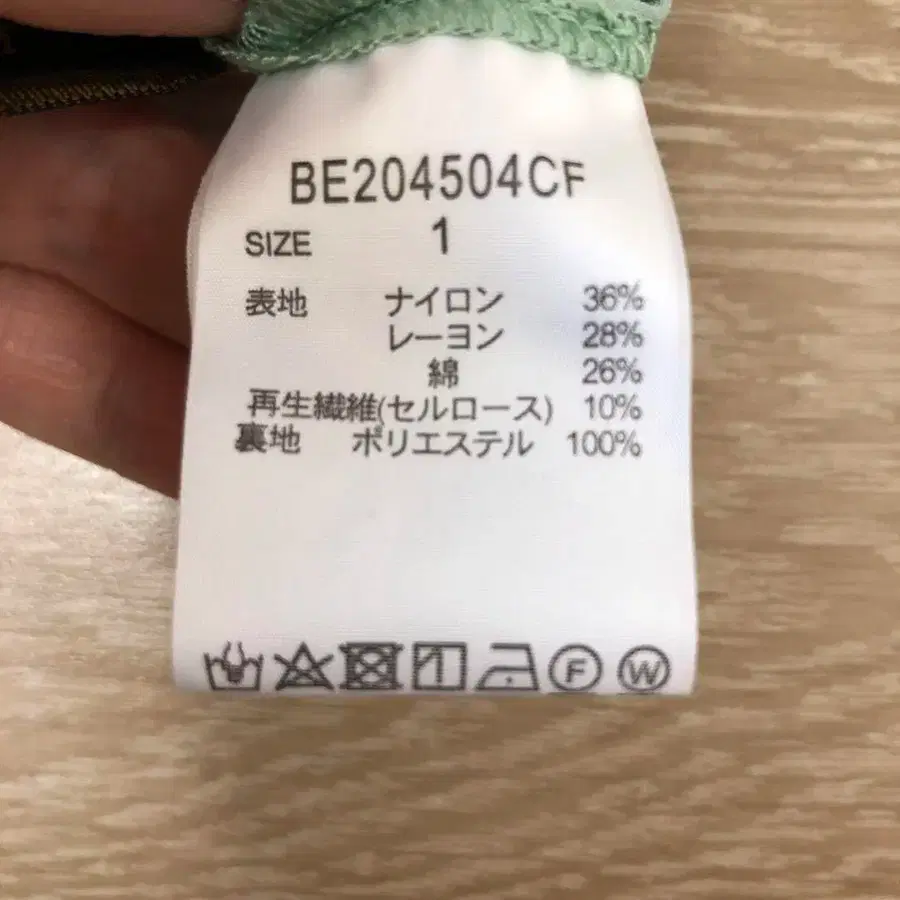 BE204504CF
SIZE 1
表地 ナイロン 36%
レーヨン 28%
綿 26%
再生繊維(セルロース) 10%
裏地 ポリエステル 100%
F W